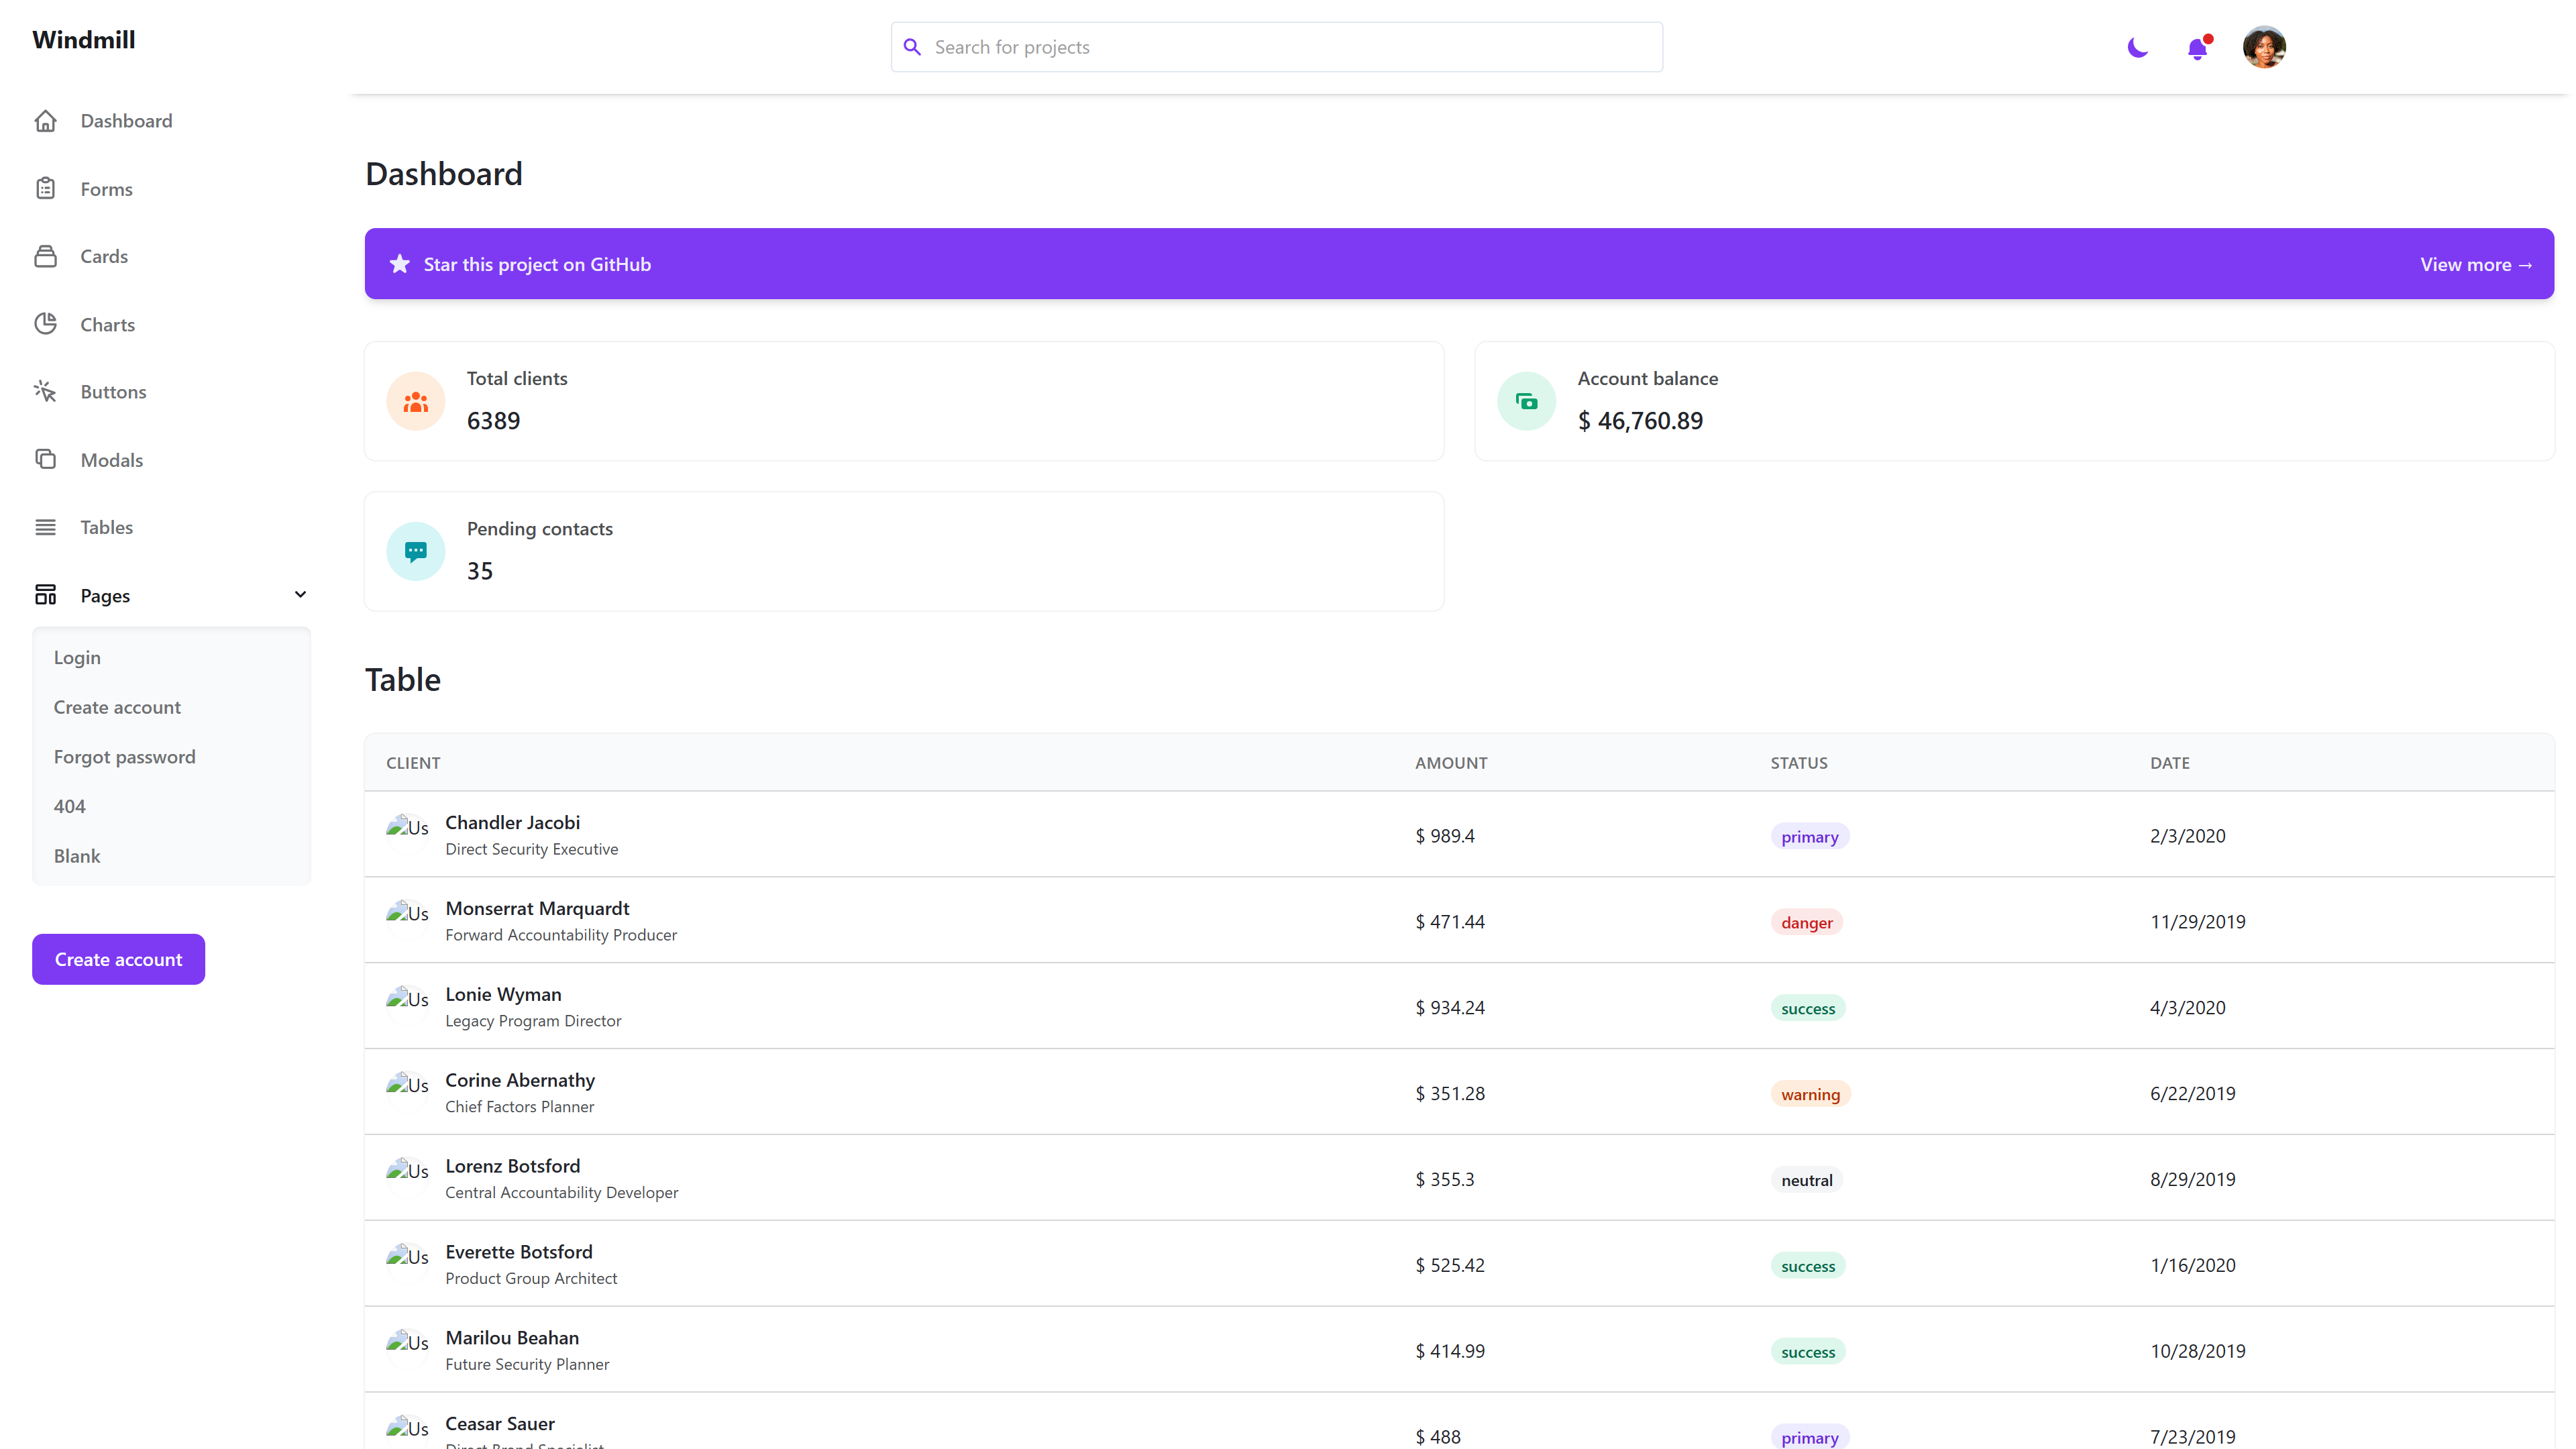 Windmill
Search for projects
Dashboard
Forms
Cards
Charts
Buttons
Modals
Tables
Pages
Login
Create account
Forgot password
404
Blank
Create account
Dashboard
Star this project on GitHub
View more →
Total clients
6389
Account balance
$ 46,760.89
Pending contacts
35
Table
CLIENT AMOUNT STATUS DATE
Us Chandler Jacobi
Direct Security Executive
$ 989.4 primary 2/3/2020
Us Monserrat Marquardt
Forward Accountability Producer
$ 471.44 danger 11/29/2019
Us Lonie Wyman
Legacy Program Director
$ 934.24 success 4/3/2020
Us Corine Abernathy
Chief Factors Planner
$ 351.28 warning 6/22/2019
Us Lorenz Botsford
Central Accountability Developer
$ 355.3 neutral 8/29/2019
Us Everette Botsford
Product Group Architect
$ 525.42 success 1/16/2020
Us Marilou Beahan
Future Security Planner
$ 414.99 success 10/28/2019
Us Ceasar Sauer
Direct Brand Specialist
$ 488 primary 7/23/2019